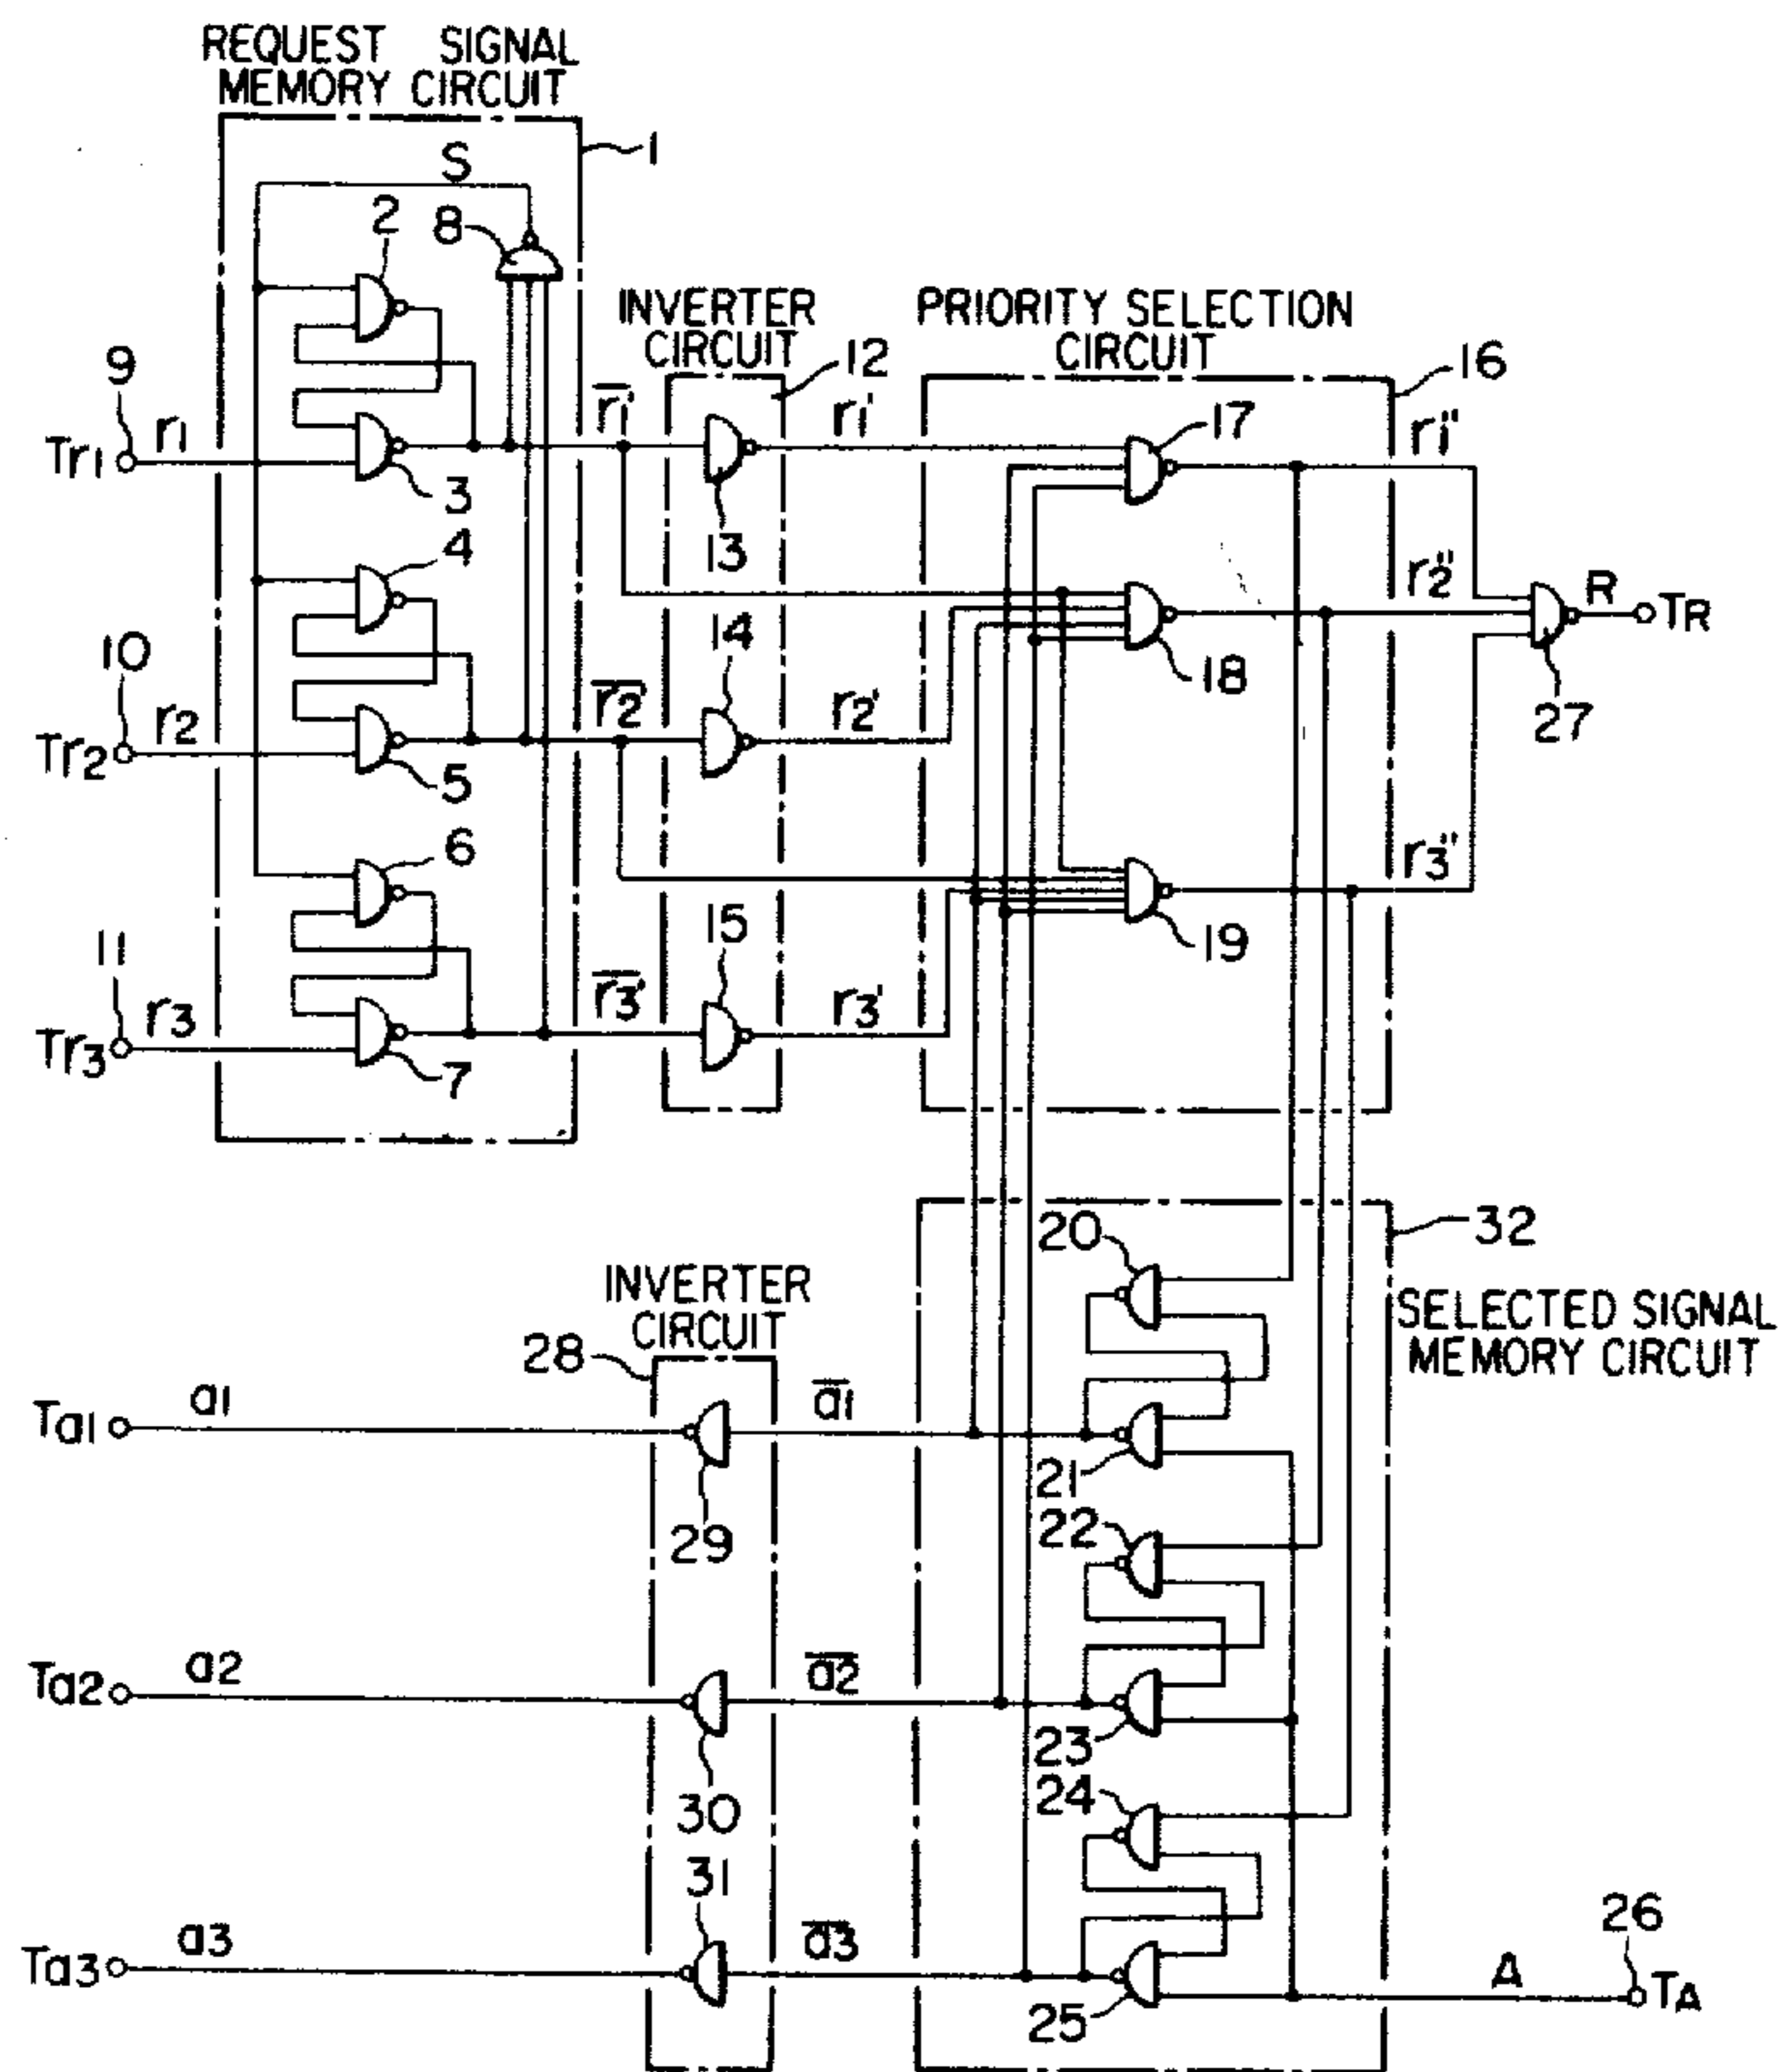 REQUEST SIGNAL
MEMORY CIRCUIT
1
S
2
8
INVERTER
CIRCUIT
12
PRIORITY SELECTION
CIRCUIT
16
9
Tr1
r1
3
r1'
13
r1'
17
r1"
4
10
Tr2
r2
5
r2'
14
r2'
18
r2"
R
TR
27
6
11
Tr3
r3
7
r3'
15
r3'
19
r3"
32
SELECTED SIGNAL
MEMORY CIRCUIT
INVERTER
CIRCUIT
28
20
Ta1
a1
29
a1
21
22
Ta2
a2
30
a2
23
24
Ta3
a3
31
a3
25
A
26
TA